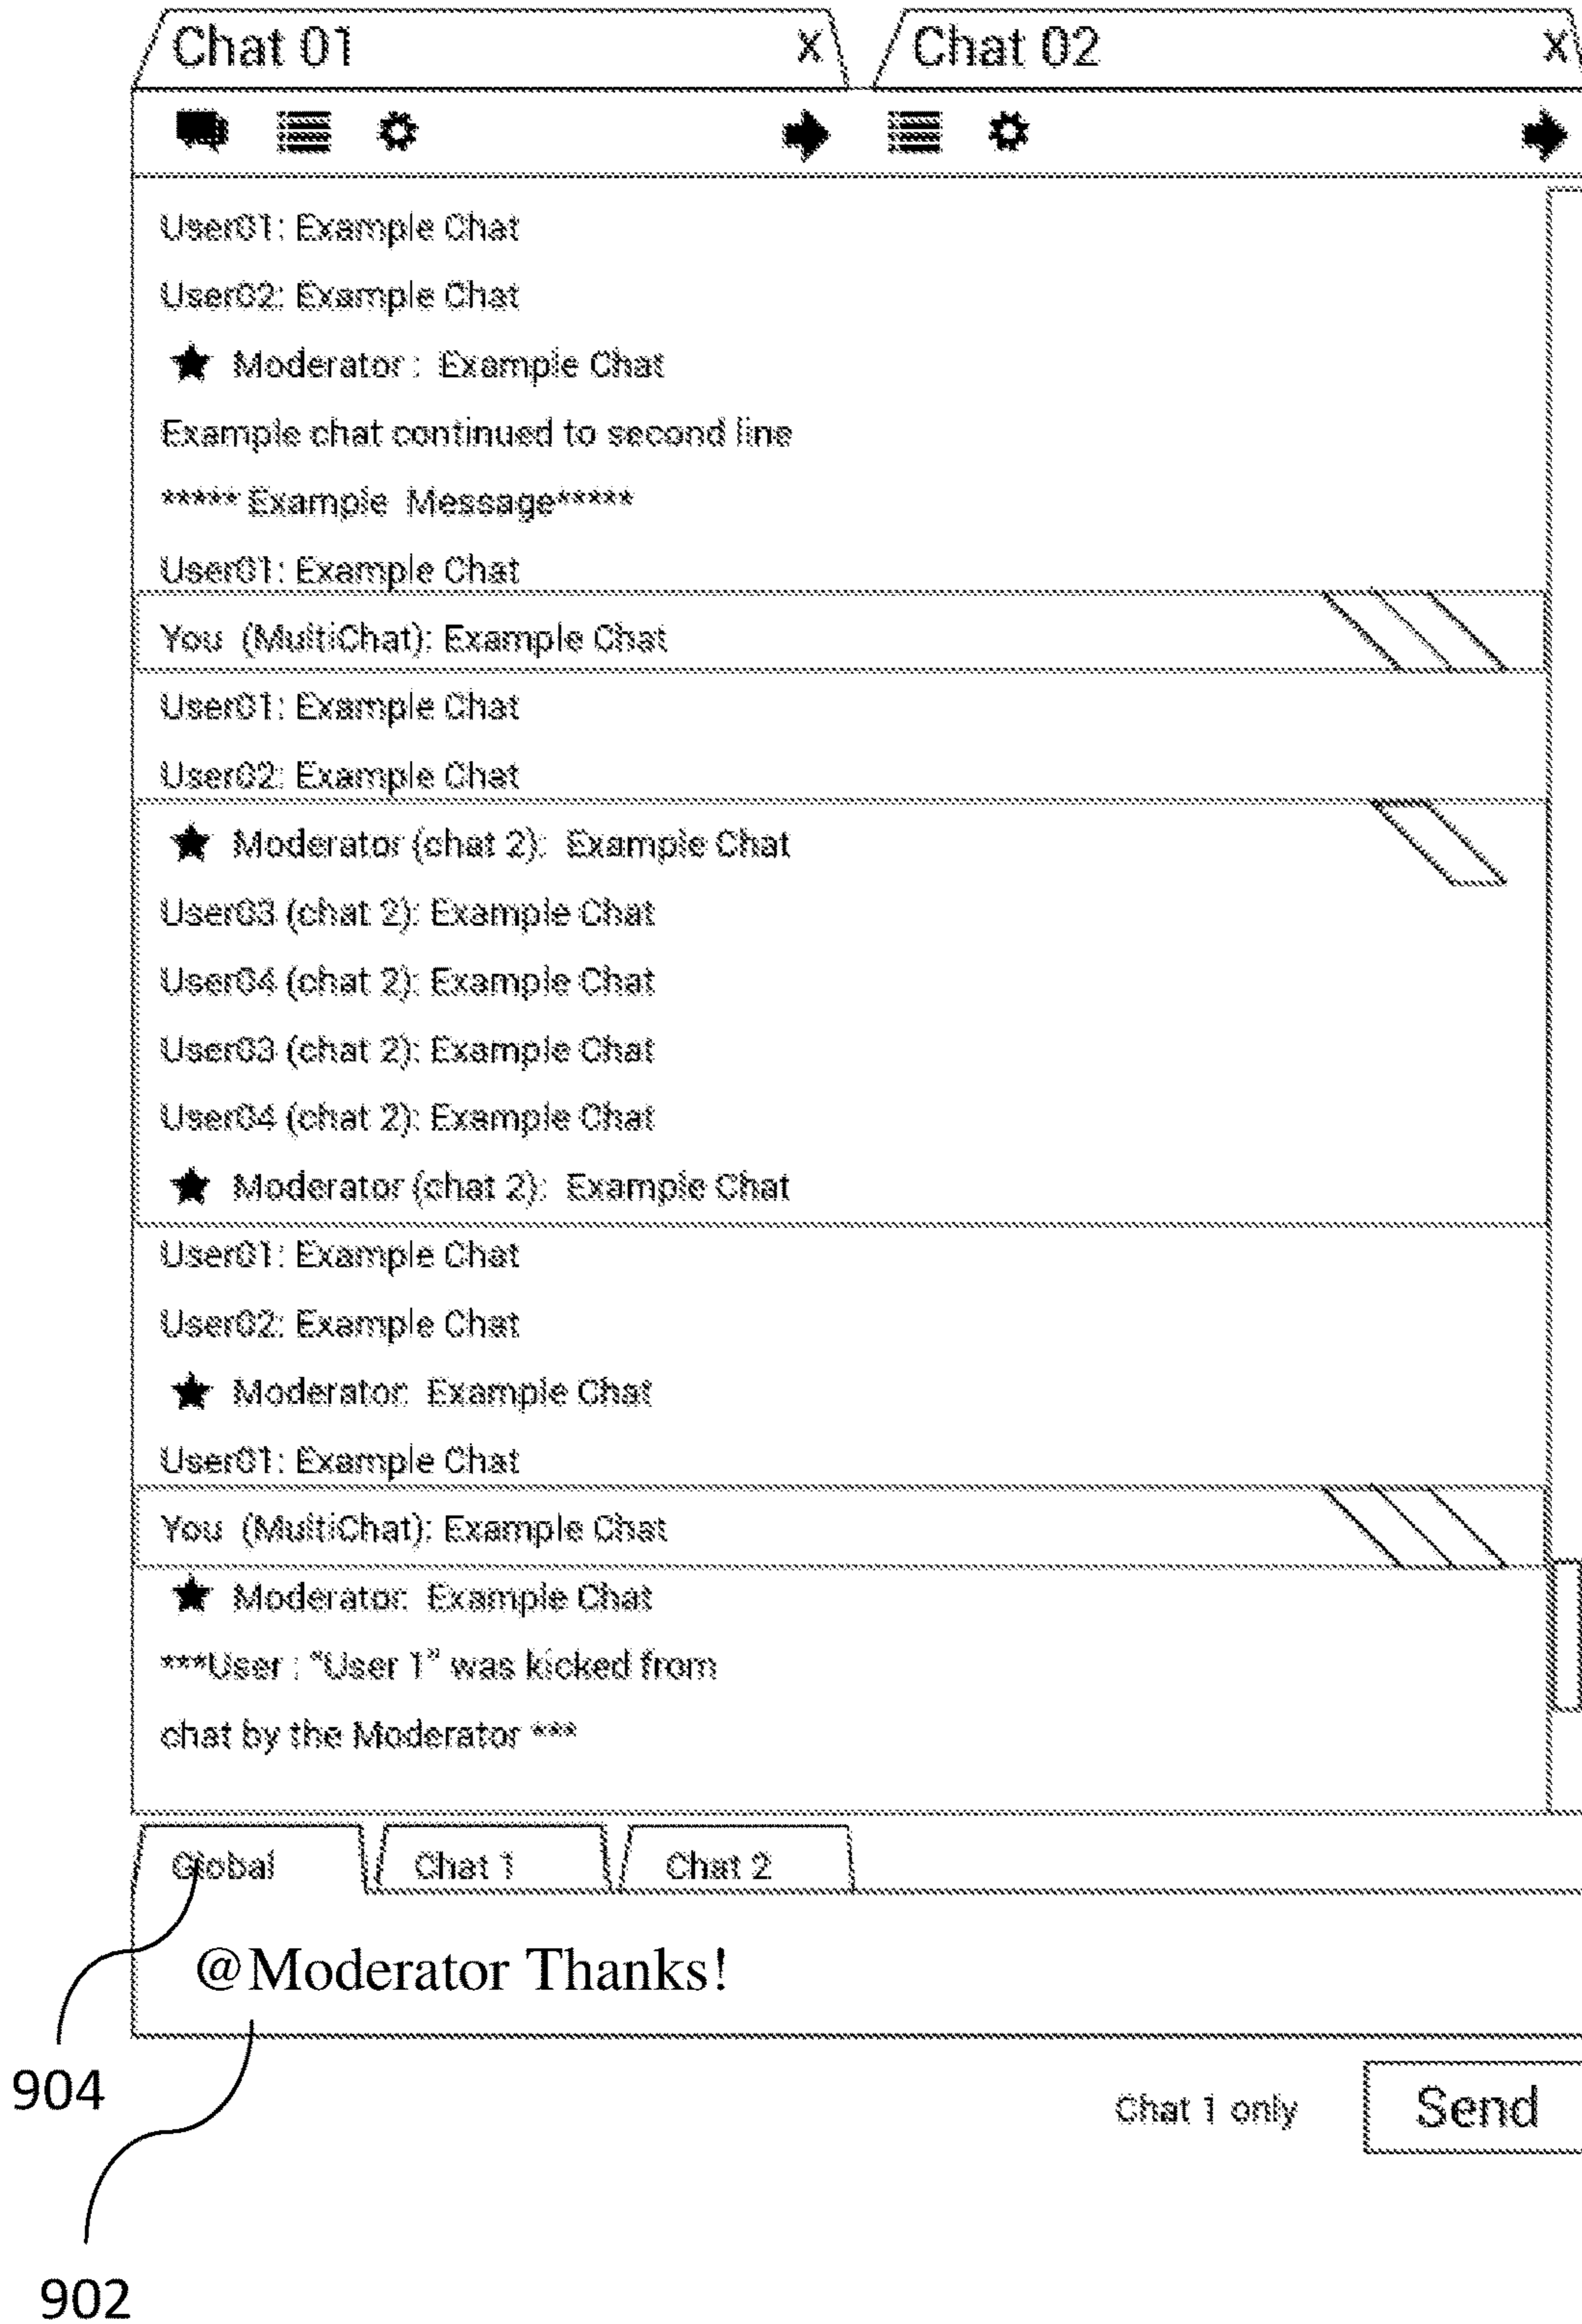 Chat 01 x Chat 02 x
User01: Example Chat
User02: Example Chat
★ Moderator : Example Chat
Example chat continued to second line
***** Example Message*****
User01: Example Chat
You (MultiChat): Example Chat
User01: Example Chat
User02: Example Chat
★ Moderator (chat 2): Example Chat
User03 (chat 2): Example Chat
User04 (chat 2): Example Chat
User03 (chat 2): Example Chat
User04 (chat 2): Example Chat
★ Moderator (chat 2): Example Chat
User01: Example Chat
User02: Example Chat
★ Moderator: Example Chat
User01: Example Chat
You (MultiChat): Example Chat
★ Moderator: Example Chat
***User : “User 1” was kicked from
chat by the Moderator ***
Global Chat 1 Chat 2
@Moderator Thanks!
904
Chat 1 only Send
902